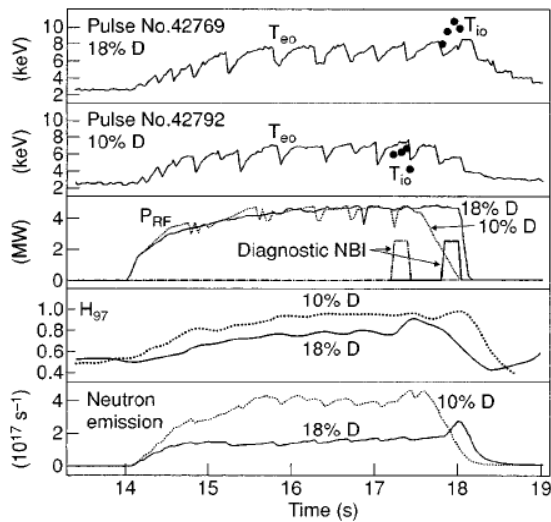 Pulse No.42769
18% D
Teo
Tio
(keV)
10
8
6
4
2
Pulse No.42792
10% D
Teo
Tio
(keV)
10
8
6
4
2
PRF
18% D
10% D
Diagnostic NBI
(MW)
4
2
0
H97
10% D
18% D
1.0
0.8
0.6
0.4
Neutron
emission
10% D
18% D
(10¹⁷ s⁻¹)
4
2
0
14 15 16 17 18 19
Time (s)